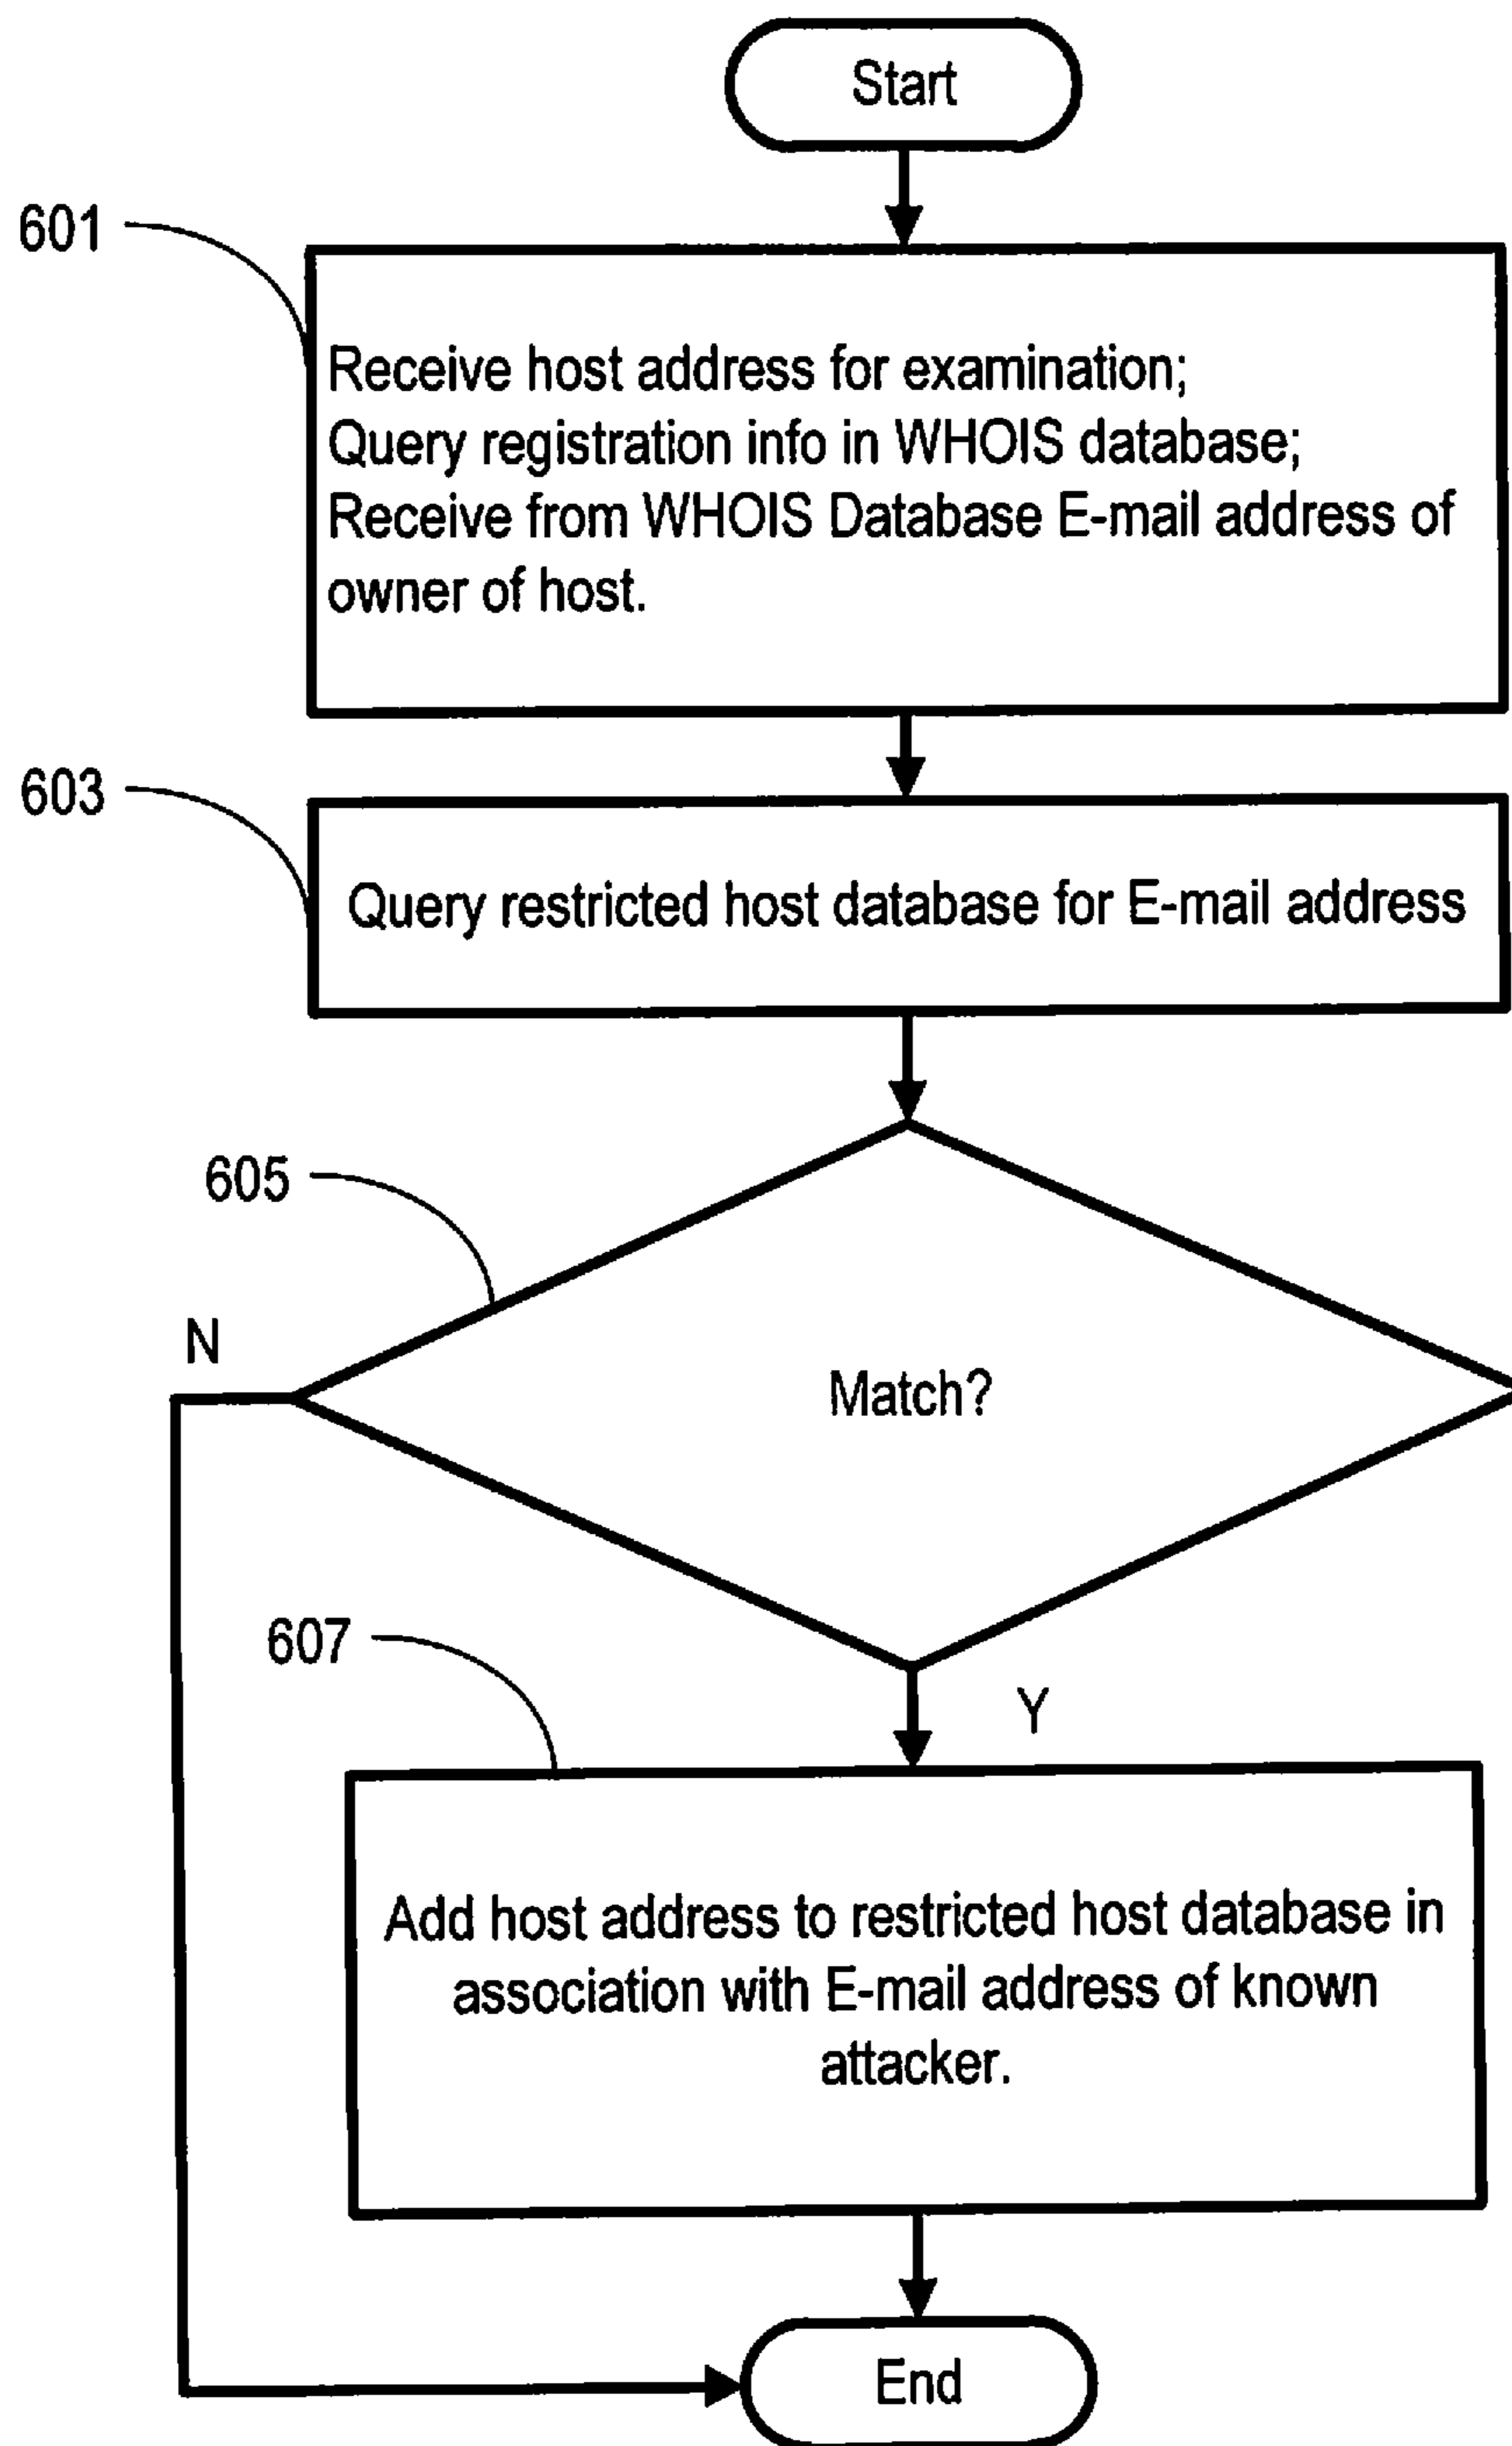 Start
601
Receive host address for examination;
Query registration info in WHOIS database;
Receive from WHOIS Database E-mail address of
owner of host.
603
Query restricted host database for E-mail address
605
N
Match?
607
Y
Add host address to restricted host database in
association with E-mail address of known
attacker.
End